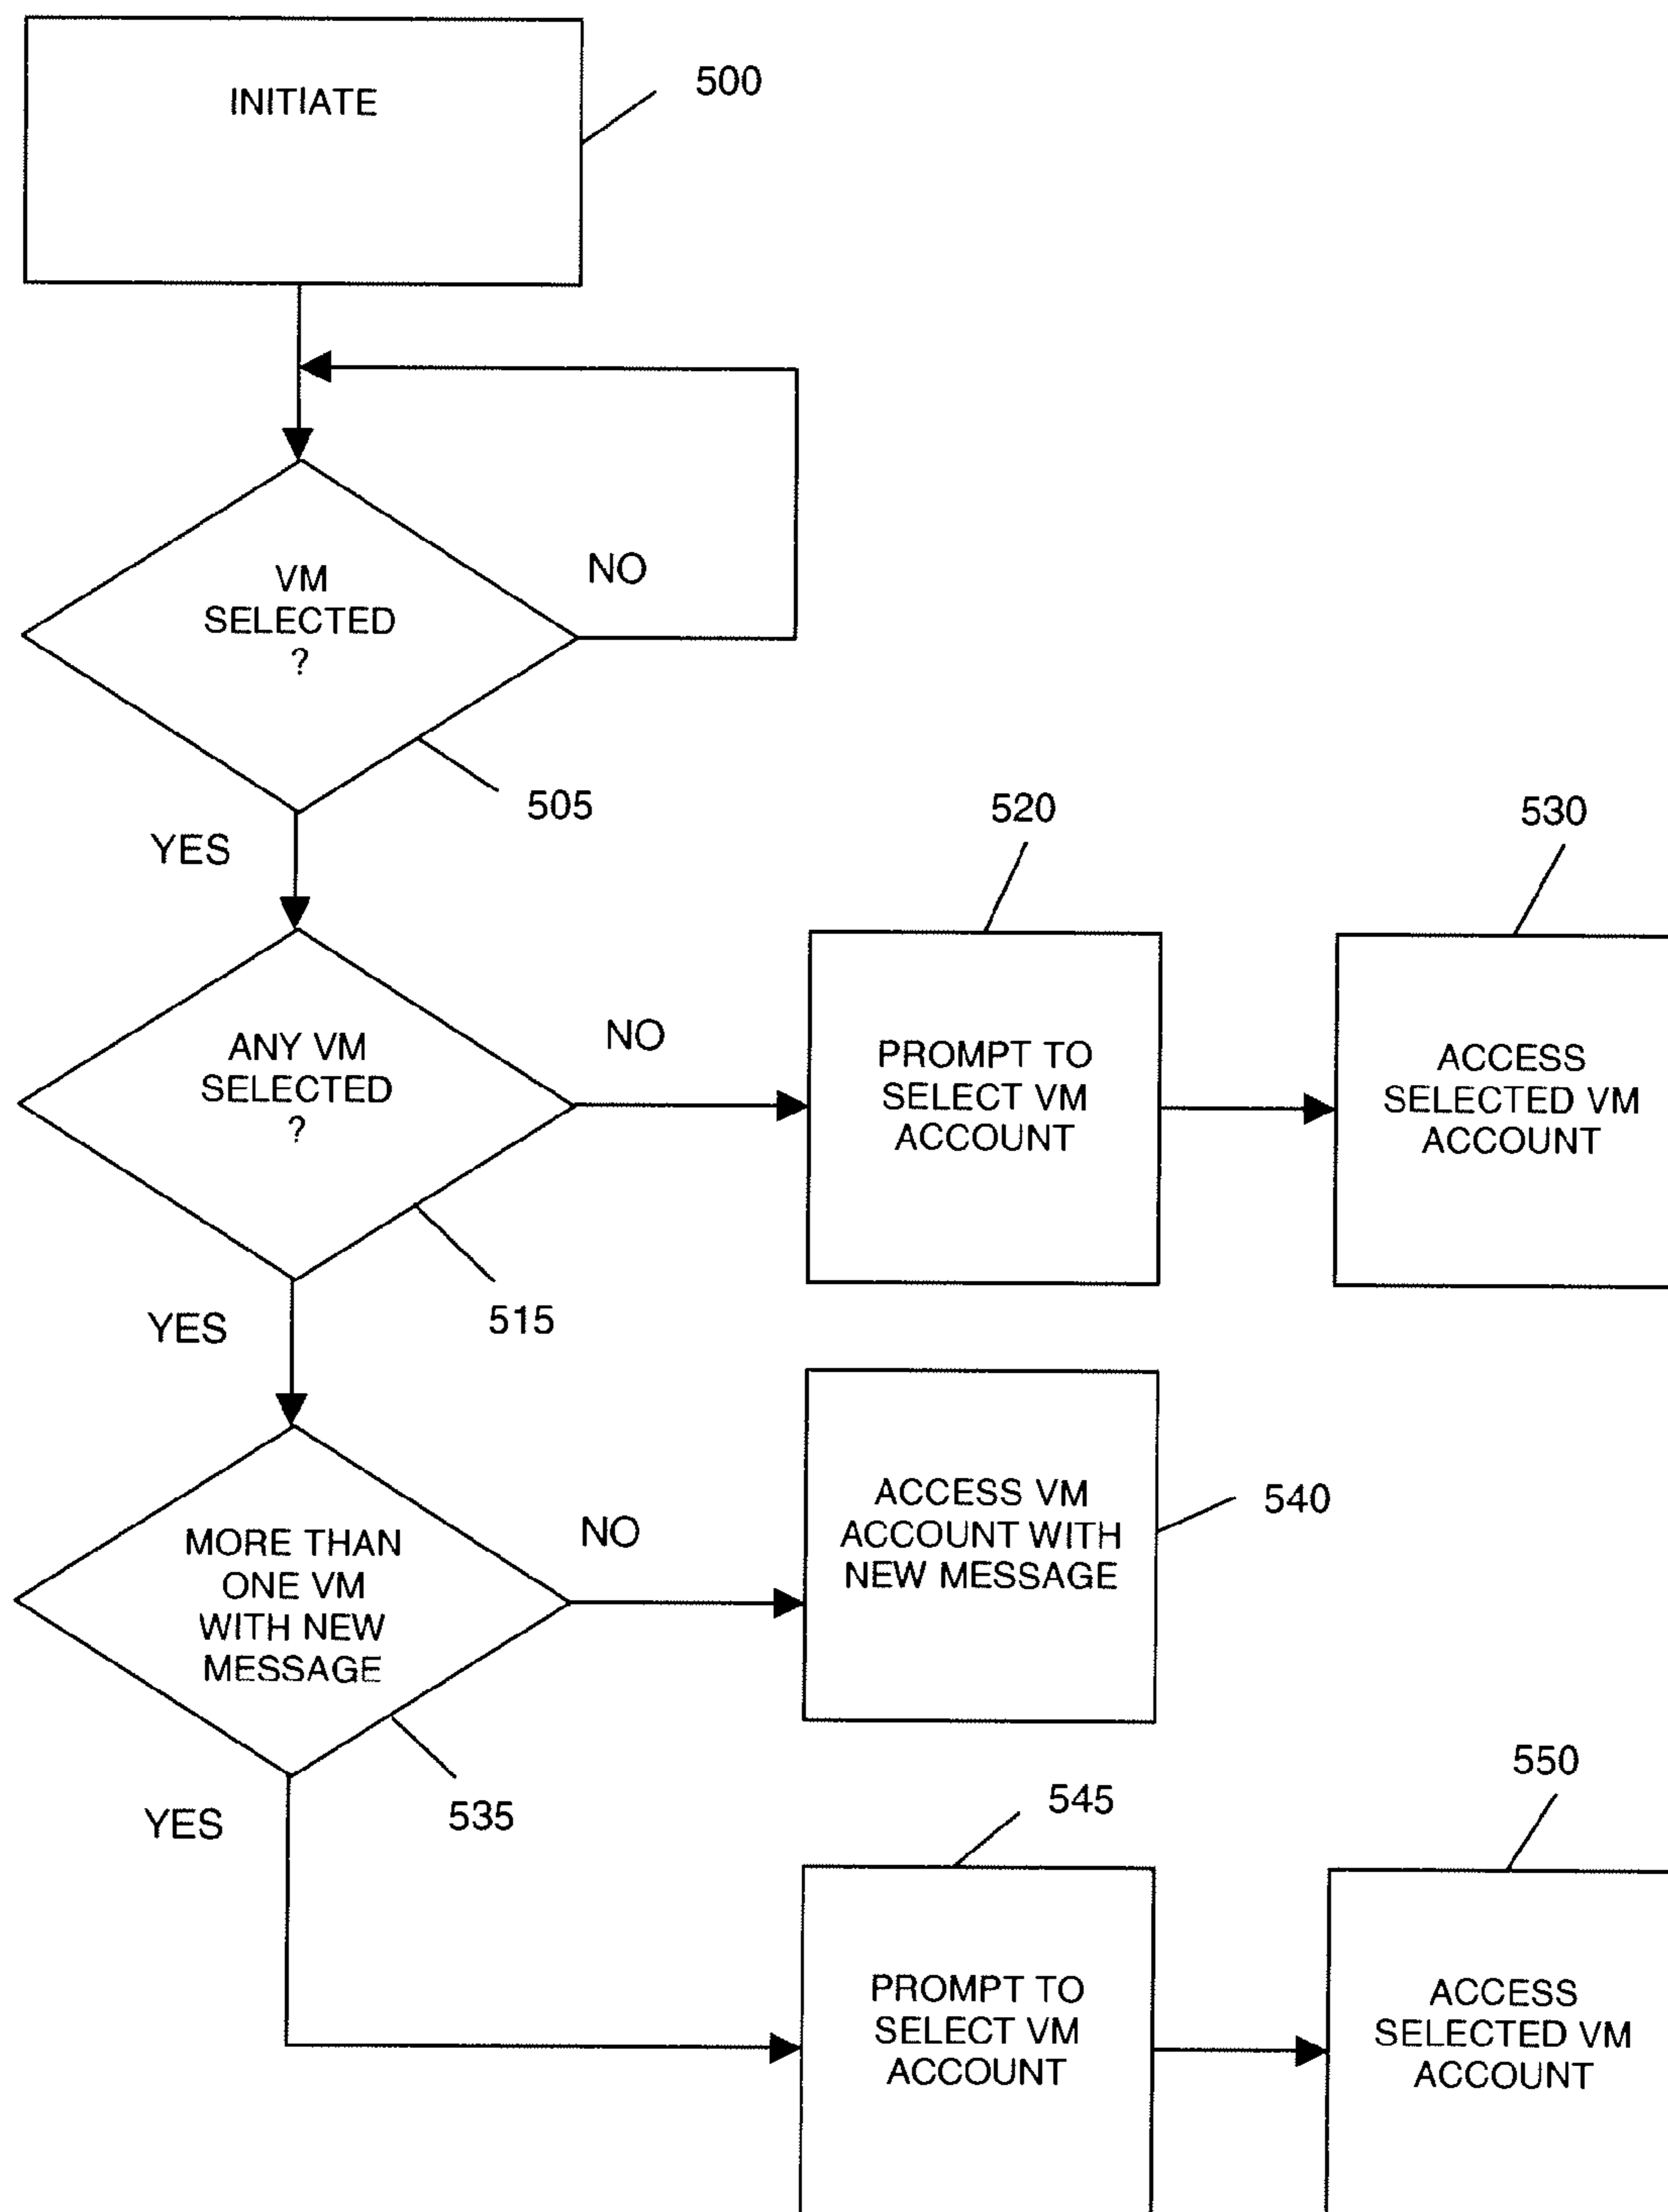 INITIATE
500
VM
SELECTED
?
NO
505
YES
520
530
ANY VM
SELECTED
?
NO
PROMPT TO
SELECT VM
ACCOUNT
ACCESS
SELECTED VM
ACCOUNT
515
YES
MORE THAN
ONE VM
WITH NEW
MESSAGE
NO
ACCESS VM
ACCOUNT WITH
NEW MESSAGE
540
535
YES
545
550
PROMPT TO
SELECT VM
ACCOUNT
ACCESS
SELECTED VM
ACCOUNT